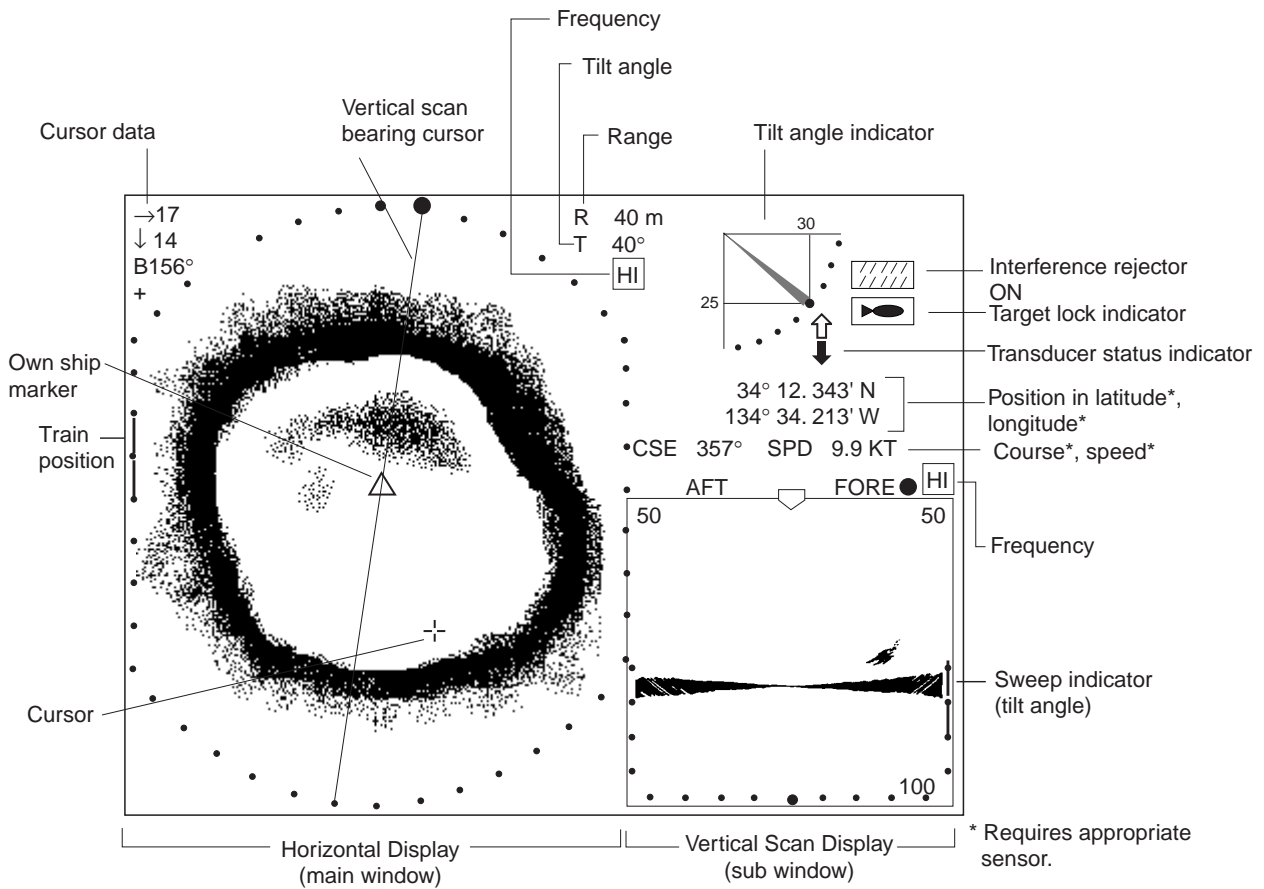 Frequency
Tilt angle
Vertical scan
bearing cursor
Range
Cursor data
Tilt angle indicator
→17
↓ 14
B156°
+
R 40 m
T 40°
HI
30
25
Interference rejector
ON
Target lock indicator
Transducer status indicator
Own ship
marker
Train
position
34° 12. 343' N
134° 34. 213' W
Position in latitude*,
longitude*
CSE 357° SPD 9.9 KT
Course*, speed*
AFT FORE HI
50 50
Frequency
Cursor
Sweep indicator
(tilt angle)
100
Horizontal Display
(main window)
Vertical Scan Display
(sub window)
* Requires appropriate
sensor.